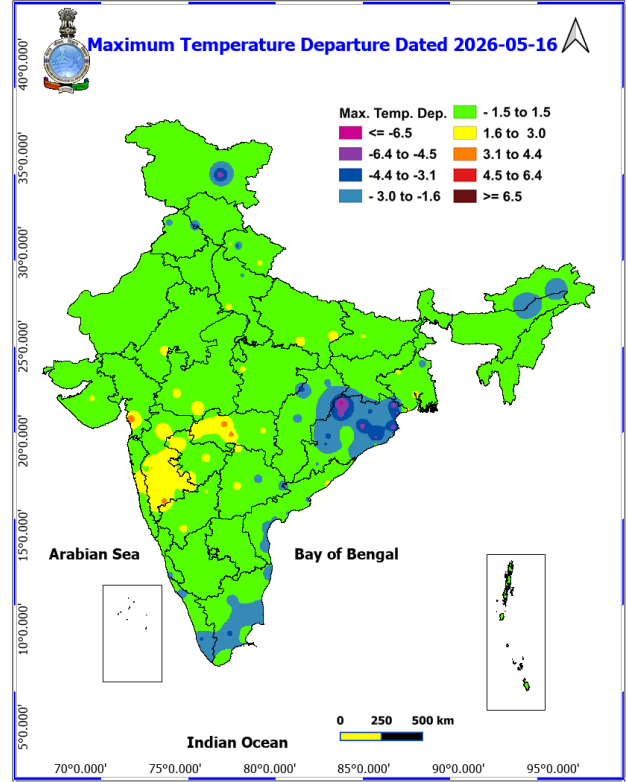 Maximum Temperature Departure Dated 2026-05-16
Max. Temp. Dep.
<= -6.5
-6.4 to -4.5
-4.4 to -3.1
- 3.0 to -1.6
- 1.5 to 1.5
1.6 to 3.0
3.1 to 4.4
4.5 to 6.4
>= 6.5
40°0.000'
35°0.000'
30°0.000'
25°0.000'
20°0.000'
15°0.000'
10°0.000'
5°0.000'
Arabian Sea
Bay of Bengal
Indian Ocean
0 250 500 km
70°0.000' 75°0.000' 80°0.000' 85°0.000' 90°0.000' 95°0.000'